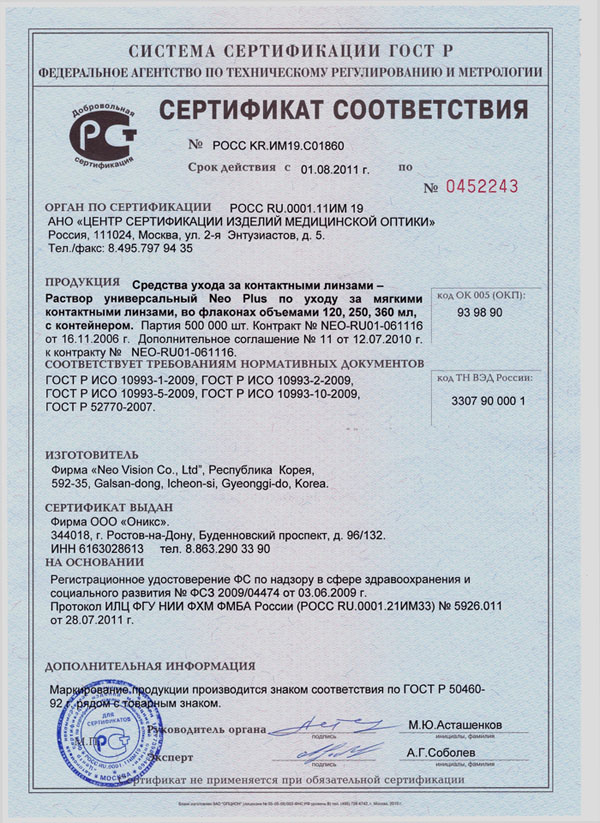 СИСТЕМА СЕРТИФИКАЦИИ ГОСТ Р
ФЕДЕРАЛЬНОЕ АГЕНТСТВО ПО ТЕХНИЧЕСКОМУ РЕГУЛИРОВАНИЮ И МЕТРОЛОГИИ
Добровольная
сертификация
СЕРТИФИКАТ СООТВЕТСТВИЯ
№ РОСС KR.ИМ19.С01860
Срок действия с 01.08.2011 г. по
№ 0452243
ОРГАН ПО СЕРТИФИКАЦИИ РОСС RU.0001.11ИМ 19
АНО «ЦЕНТР СЕРТИФИКАЦИИ ИЗДЕЛИЙ МЕДИЦИНСКОЙ ОПТИКИ»
Россия, 111024, Москва, ул. 2-я Энтузиастов, д. 5.
Тел./факс: 8.495.797 94 35
ПРОДУКЦИЯ Средства ухода за контактными линзами –
Раствор универсальный Neo Plus по уходу за мягкими
контактными линзами, во флаконах объемами 120, 250, 360 мл,
с контейнером. Партия 500 000 шт. Контракт № NEO-RU01-061116
от 16.11.2006 г. Дополнительное соглашение № 11 от 12.07.2010 г.
к контракту № NEO-RU01-061116.
код ОК 005 (ОКП):
93 98 90
СООТВЕТСТВУЕТ ТРЕБОВАНИЯМ НОРМАТИВНЫХ ДОКУМЕНТОВ
ГОСТ Р ИСО 10993-1-2009, ГОСТ Р ИСО 10993-2-2009,
ГОСТ Р ИСО 10993-5-2009, ГОСТ Р ИСО 10993-10-2009,
ГОСТ Р 52770-2007.
код ТН ВЭД России:
3307 90 000 1
ИЗГОТОВИТЕЛЬ
Фирма «Neo Vision Co., Ltd", Республика Корея,
592-35, Galsan-dong, Icheon-si, Gyeonggi-do, Korea.
СЕРТИФИКАТ ВЫДАН
Фирма ООО «Оникс».
344018, г. Ростов-на-Дону, Буденновский проспект, д. 96/132.
ИНН 6163028613 тел. 8.863.290 33 90
НА ОСНОВАНИИ
Регистрационное удостоверение ФС по надзору в сфере здравоохранения и
социального развития № ФСЗ 2009/04474 от 03.06.2009 г.
Протокол ИЛЦ ФГУ НИИ ФХМ ФМБА России (РОСС RU.0001.21ИМ33) № 5926.011
от 28.07.2011 г.
ДОПОЛНИТЕЛЬНАЯ ИНФОРМАЦИЯ
Маркирование продукции производится знаком соответствия по ГОСТ Р 50460-
92 г. рядом с товарным знаком.
ДЛЯ
СЕРТИФИКАТОВ
МОСКВА
М.П.
Руководитель органа
подпись
М.Ю.Асташенков
инициалы, фамилия
Эксперт
подпись
А.Г.Соболев
инициалы, фамилия
Сертификат не применяется при обязательной сертификации